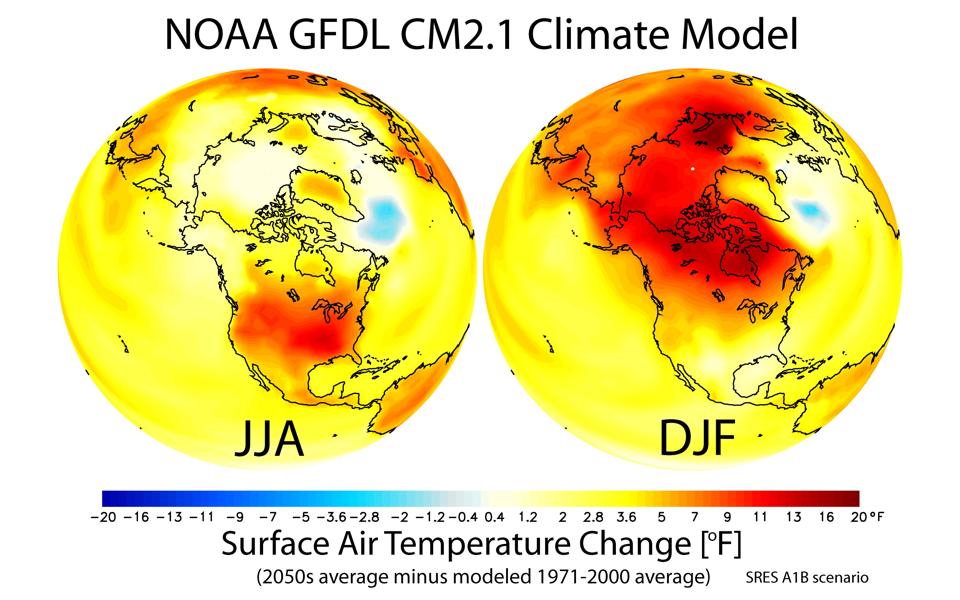 NOAA GFDL CM2.1 Climate Model
JJA
DJF
−20 −16 −13 −11 −9 −7 −5 −3.6 −2.8 −2 −1.2 −0.4 0.4 1.2 2 2.8 3.6 5 7 9 11 13 16 20 °F
Surface Air Temperature Change [°F]
(2050s average minus modeled 1971-2000 average) SRES A1B scenario